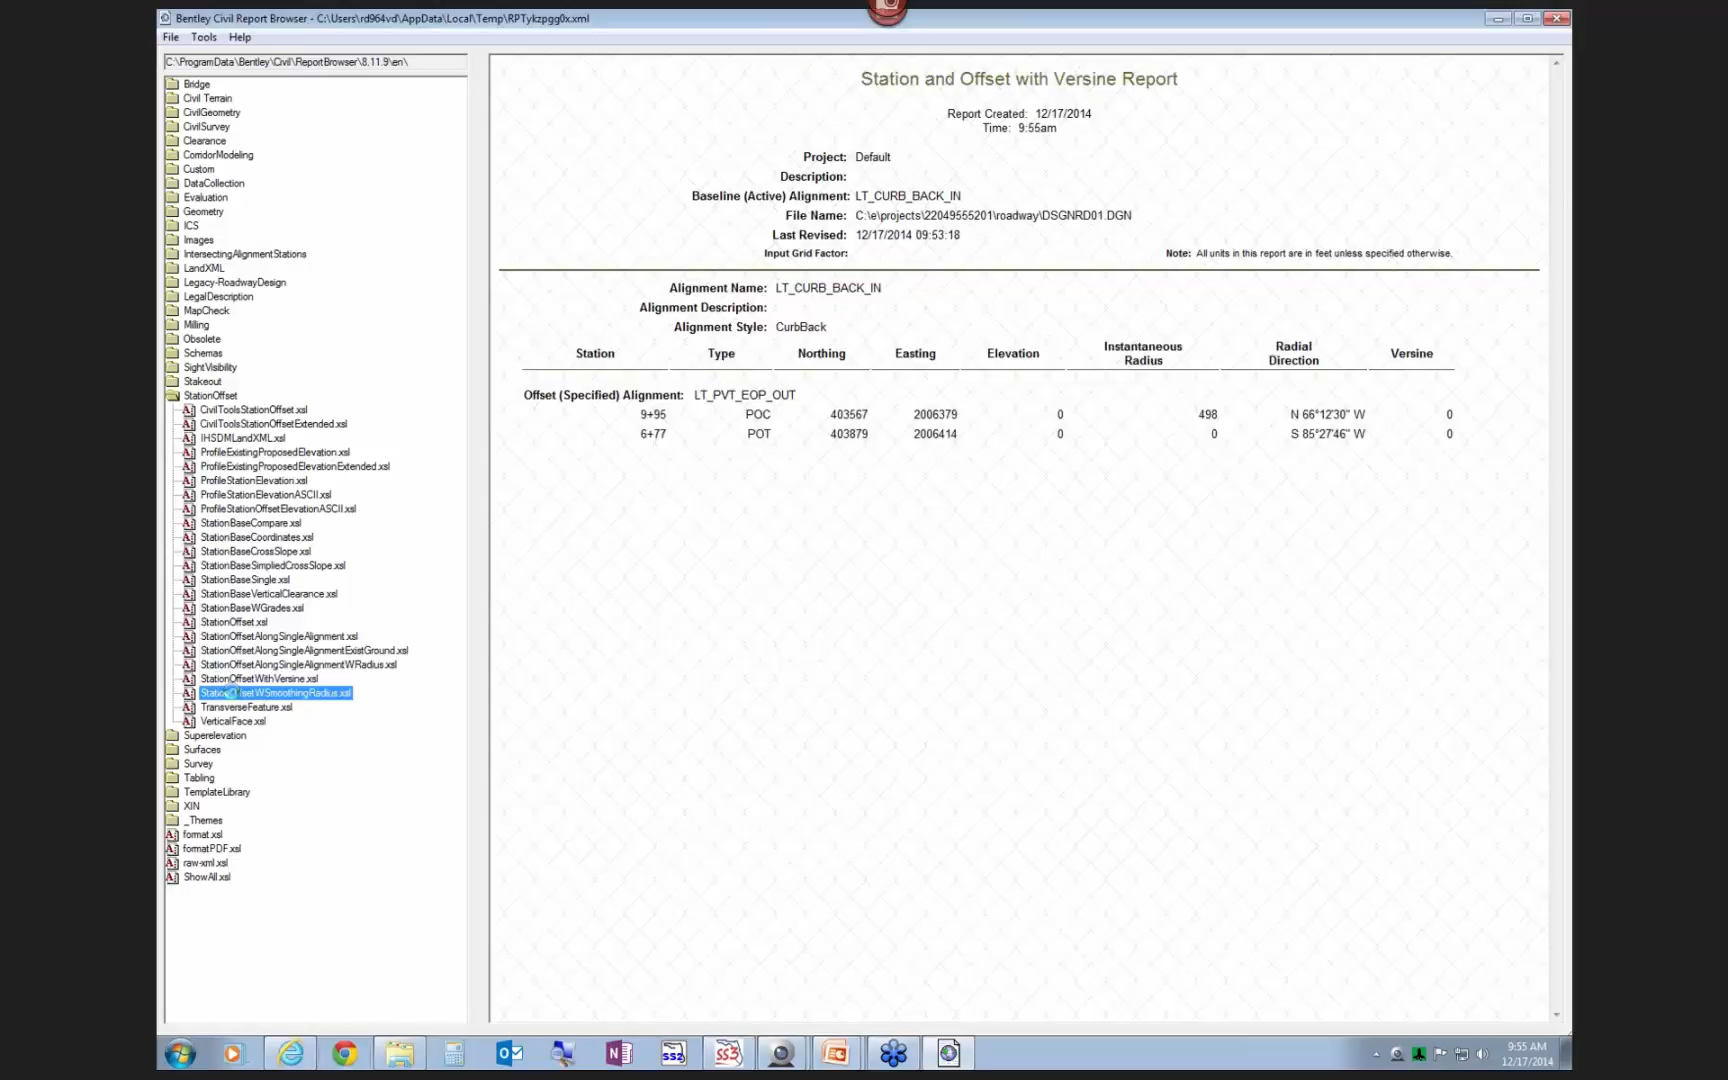 Bentley Civil Report Browser - C:\Users\rd964vd\AppData\Local\Temp\RPTykzpgg0x.xml
File Tools Help
C:\ProgramData\Bentley\Civil\ReportBrowser\8.11.9\en\
Bridge
Civil Terrain
CivilGeometry
CivilSurvey
Clearance
CorridorModeling
Custom
DataCollection
Evaluation
Geometry
ICS
Images
IntersectingAlignmentStations
LandXML
Legacy-RoadwayDesign
LegalDescription
MapCheck
Milling
Obsolete
Schemas
SightVisibility
Stakeout
StationOffset
CivilToolsStationOffset.xsl
CivilToolsStationOffsetExtended.xsl
IHSDMLandXML.xsl
ProfileExistingProposedElevation.xsl
ProfileExistingProposedElevationExtended.xsl
ProfileStationElevation.xsl
ProfileStationElevationASCII.xsl
ProfileStationOffsetElevationASCII.xsl
StationBaseCompare.xsl
StationBaseCoordinates.xsl
StationBaseCrossSlope.xsl
StationBaseSimpliedCrossSlope.xsl
StationBaseSingle.xsl
StationBaseVerticalClearance.xsl
StationBaseWGrades.xsl
StationOffset.xsl
StationOffsetAlongSingleAlignment.xsl
StationOffsetAlongSingleAlignmentExistGround.xsl
StationOffsetAlongSingleAlignmentWRadius.xsl
StationOffsetWithVersine.xsl
StationOffsetWSmoothingRadius.xsl
TransverseFeature.xsl
VerticalFace.xsl
Superelevation
Surfaces
Survey
Tabling
TemplateLibrary
XIN
_Themes
format.xsl
formatPDF.xsl
raw-xml.xsl
ShowAll.xsl
Station and Offset with Versine Report
Report Created: 12/17/2014
Time: 9:55am
Project: Default
Description:
Baseline (Active) Alignment: LT_CURB_BACK_IN
File Name: C:\e\projects\22049555201\roadway\DSGNRD01.DGN
Last Revised: 12/17/2014 09:53:18
Input Grid Factor: Note: All units in this report are in feet unless specified otherwise.
Alignment Name: LT_CURB_BACK_IN
Alignment Description:
Alignment Style: CurbBack
Station Type Northing Easting Elevation Instantaneous Radius Radial Direction Versine
Offset (Specified) Alignment: LT_PVT_EOP_OUT
9+95 POC 403567 2006379 0 498 N 66°12'30" W 0
6+77 POT 403879 2006414 0 0 S 85°27'46" W 0
SS2 SS3
9:55 AM
12/17/2014